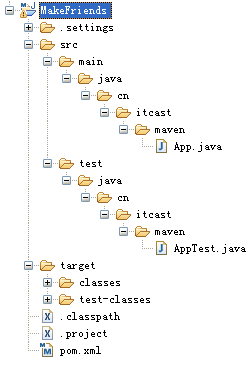 MakeFriends
.settings
src
main
java
cn
itcast
maven
App.java
test
java
cn
itcast
maven
AppTest.java
target
classes
test-classes
.classpath
.project
pom.xml